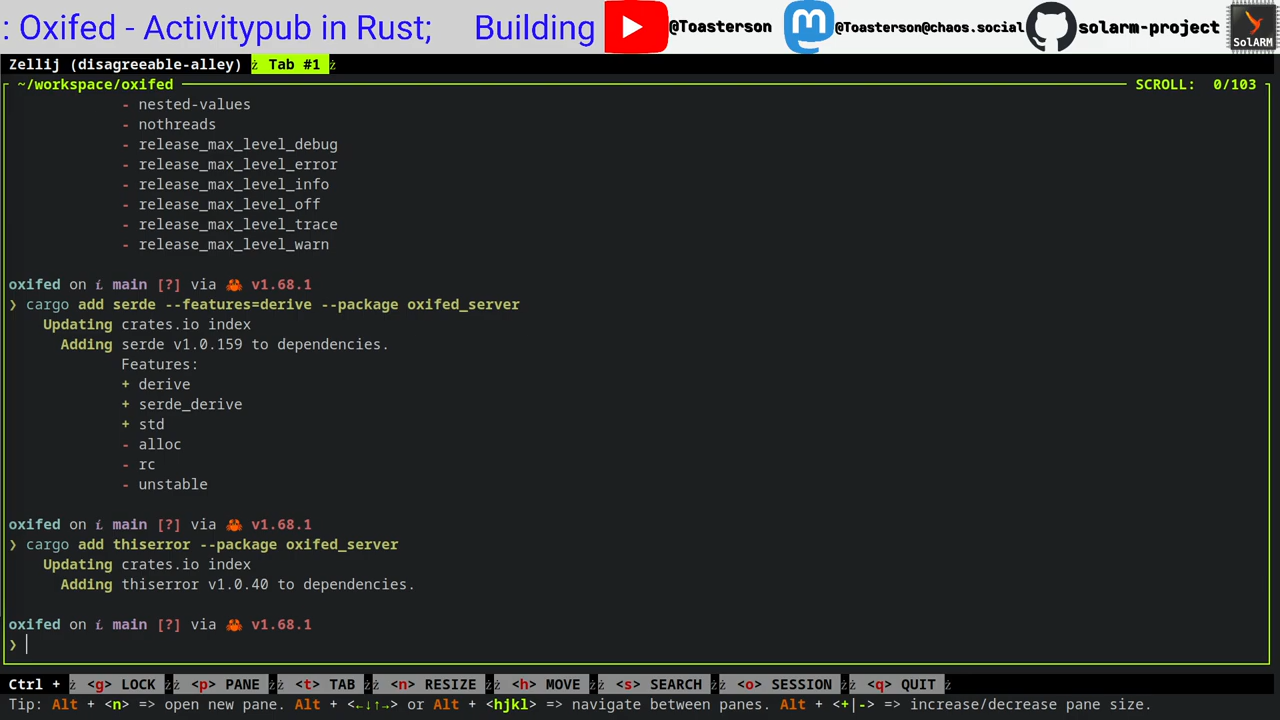 : Oxifed - Activitypub in Rust; Building
@Toasterson
@Toasterson@chaos.social
solarm-project
SolARM
Zellij (disagreeable-alley) Tab #1
~/workspace/oxifed SCROLL: 0/103
- nested-values
- nothreads
- release_max_level_debug
- release_max_level_error
- release_max_level_info
- release_max_level_off
- release_max_level_trace
- release_max_level_warn
oxifed on main [?] via 🦀 v1.68.1
❯ cargo add serde --features=derive --package oxifed_server
Updating crates.io index
Adding serde v1.0.159 to dependencies.
Features:
+ derive
+ serde_derive
+ std
- alloc
- rc
- unstable
oxifed on main [?] via 🦀 v1.68.1
❯ cargo add thiserror --package oxifed_server
Updating crates.io index
Adding thiserror v1.0.40 to dependencies.
oxifed on main [?] via 🦀 v1.68.1
❯
Ctrl + <g> LOCK <p> PANE <t> TAB <n> RESIZE <h> MOVE <s> SEARCH <o> SESSION <q> QUIT
Tip: Alt + <n> => open new pane. Alt + <←↓↑→> or Alt + <hjkl> => navigate between panes. Alt + <+|-> => increase/decrease pane size.